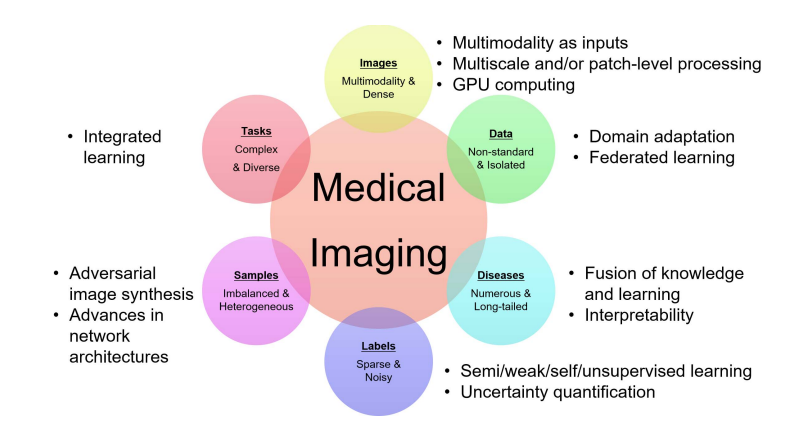 Images
Multimodality &
Dense
• Multimodality as inputs
• Multiscale and/or patch-level processing
• GPU computing
Tasks
Complex
& Diverse
• Integrated
learning
Data
Non-standard
& Isolated
• Domain adaptation
• Federated learning
Medical
Imaging
Samples
Imbalanced &
Heterogeneous
• Adversarial
image synthesis
• Advances in
network
architectures
Diseases
Numerous &
Long-tailed
• Fusion of knowledge
and learning
• Interpretability
Labels
Sparse &
Noisy
• Semi/weak/self/unsupervised learning
• Uncertainty quantification